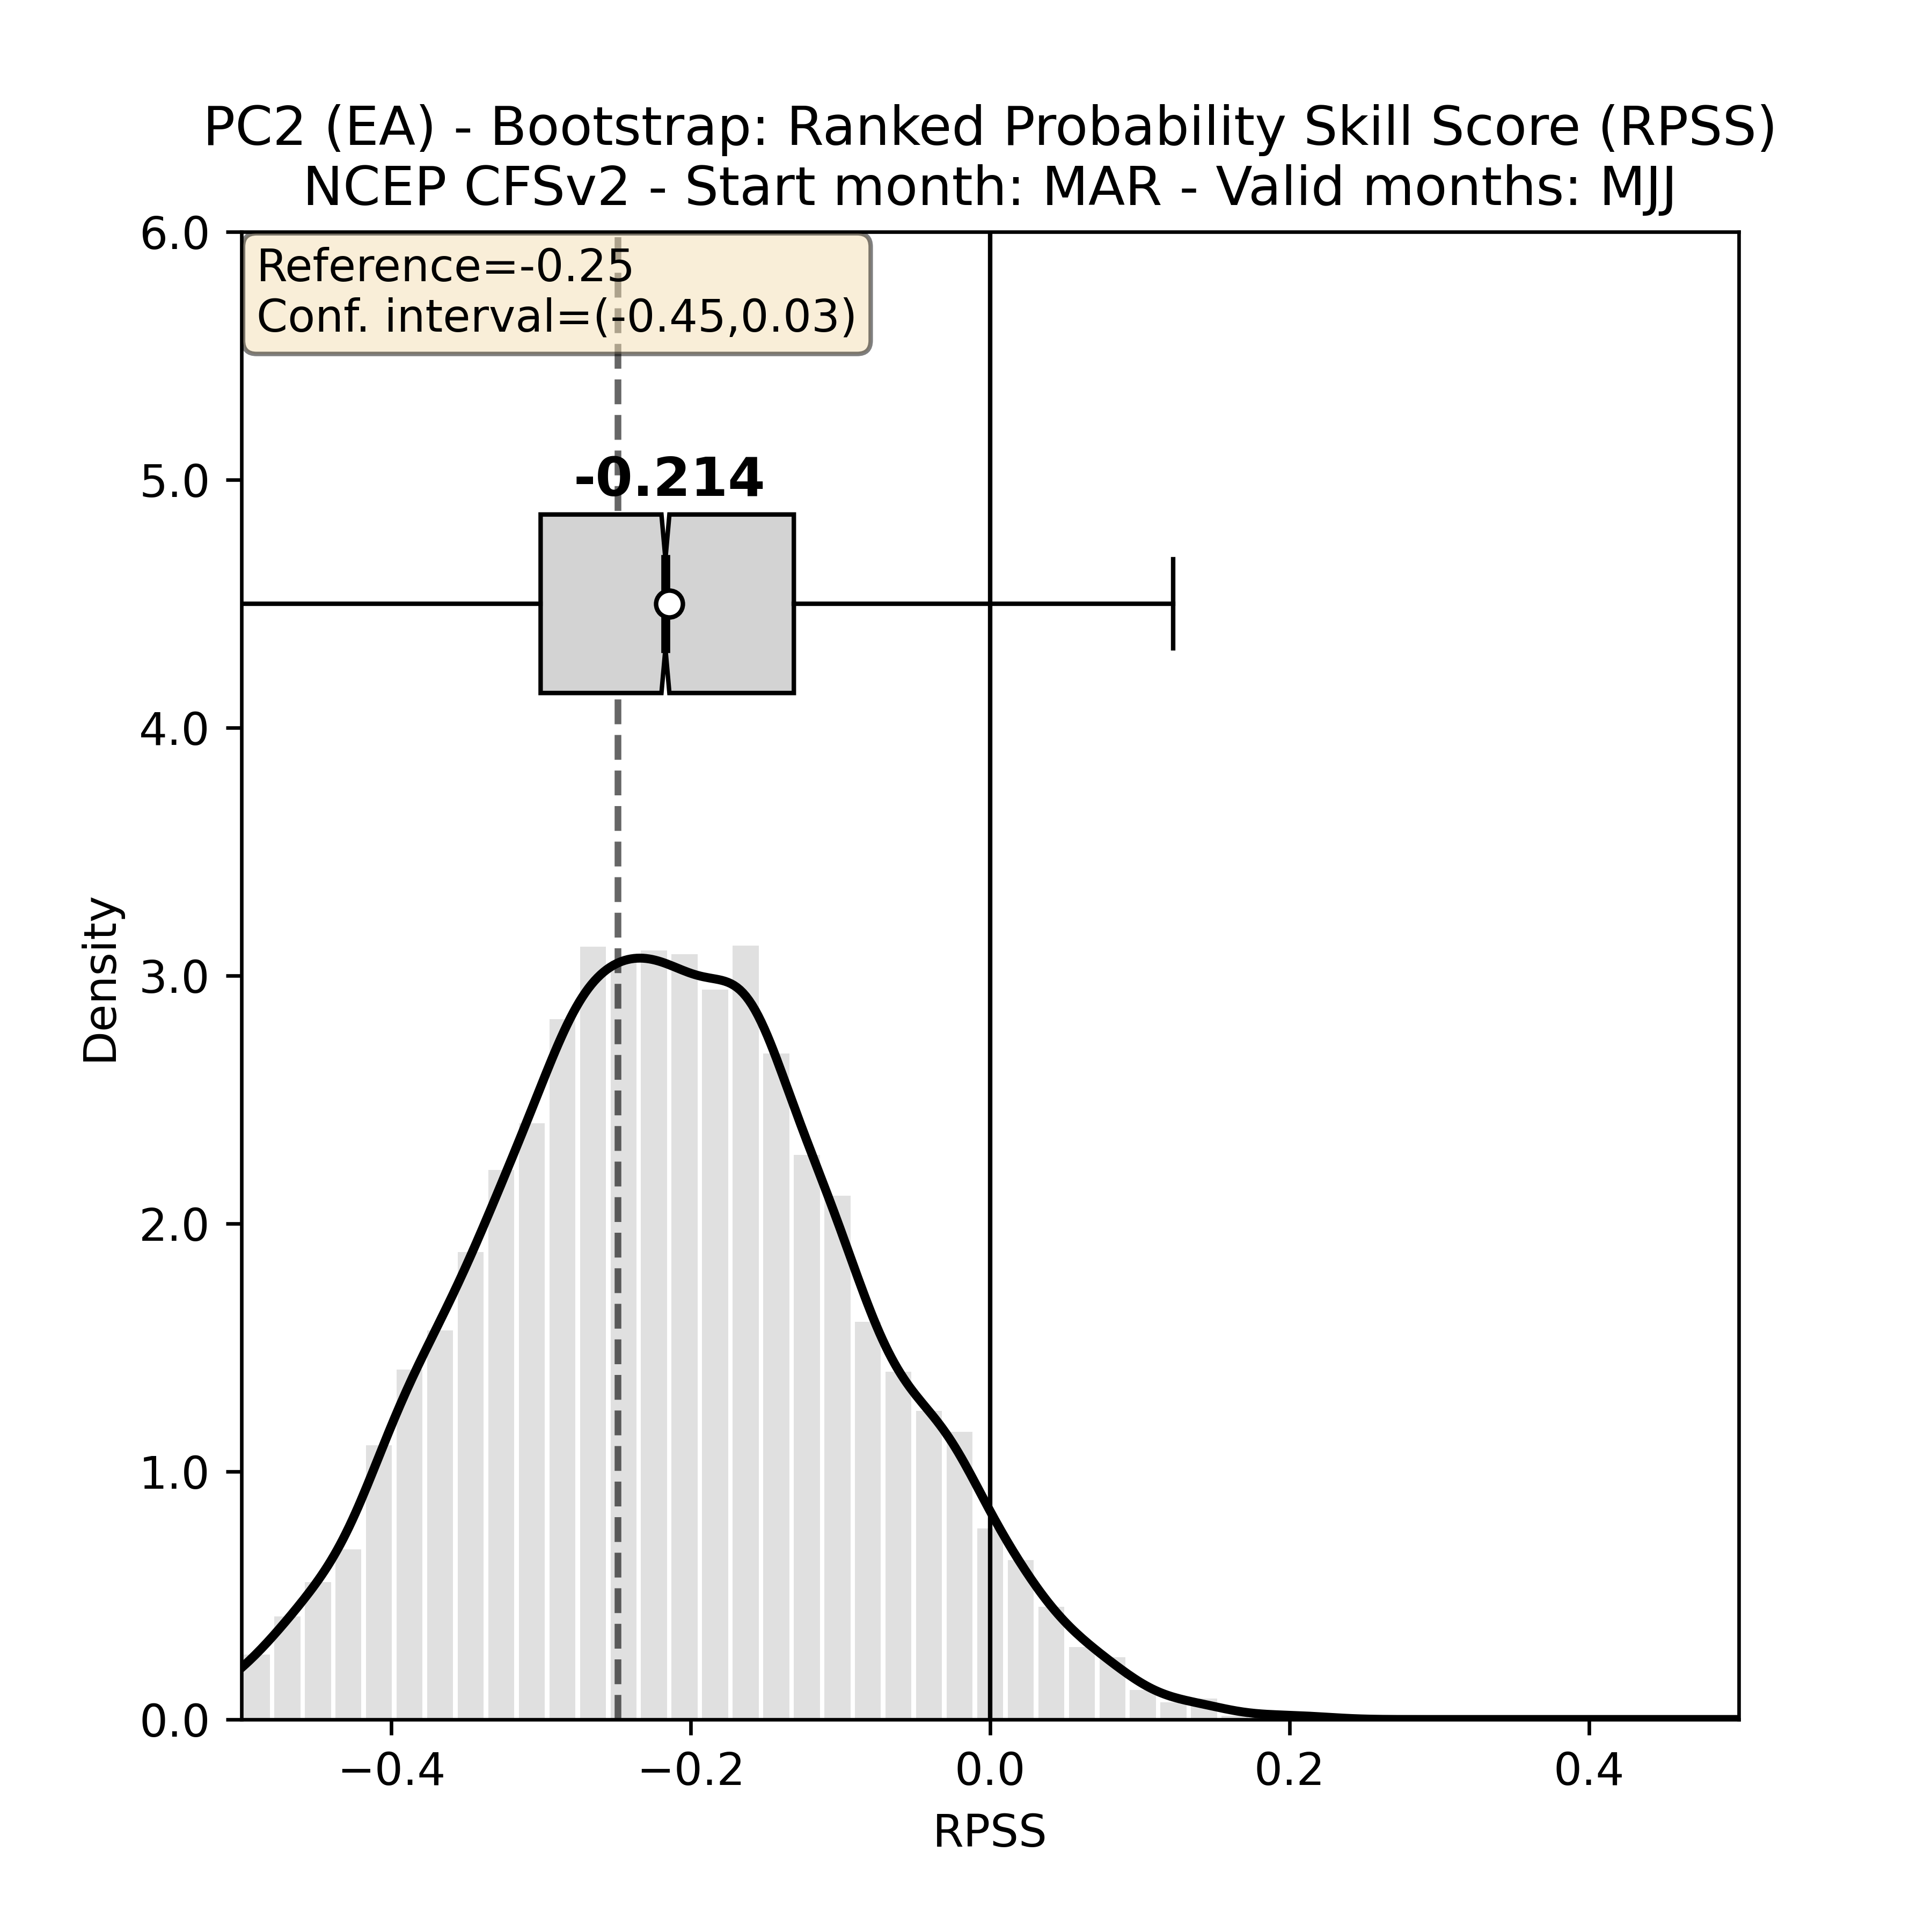 PC2 (EA) - Bootstrap: Ranked Probability Skill Score (RPSS)
NCEP CFSv2 - Start month: MAR - Valid months: MJJ
Reference=-0.25
Conf. interval=(-0.45,0.03)
-0.214
6.0
5.0
4.0
3.0
2.0
1.0
0.0
Density
−0.4
−0.2
0.0
0.2
0.4
RPSS